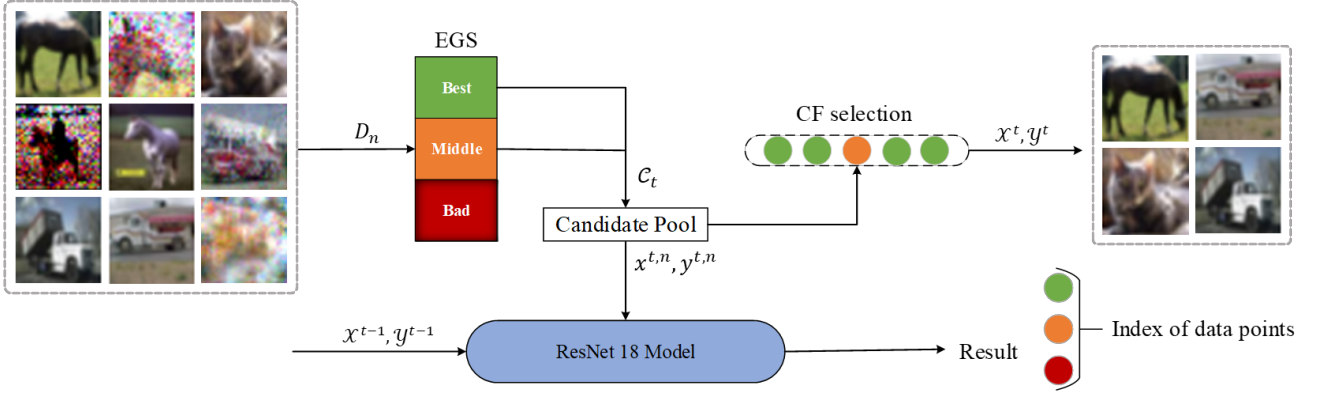 EGS
Best
CF selection
D_n
Middle
𝒳^t, 𝒴^t
𝒞_t
Bad
Candidate Pool
x^{t,n}, y^{t,n}
𝒳^{t−1}, 𝒴^{t−1}
ResNet 18 Model
Result
Index of data points